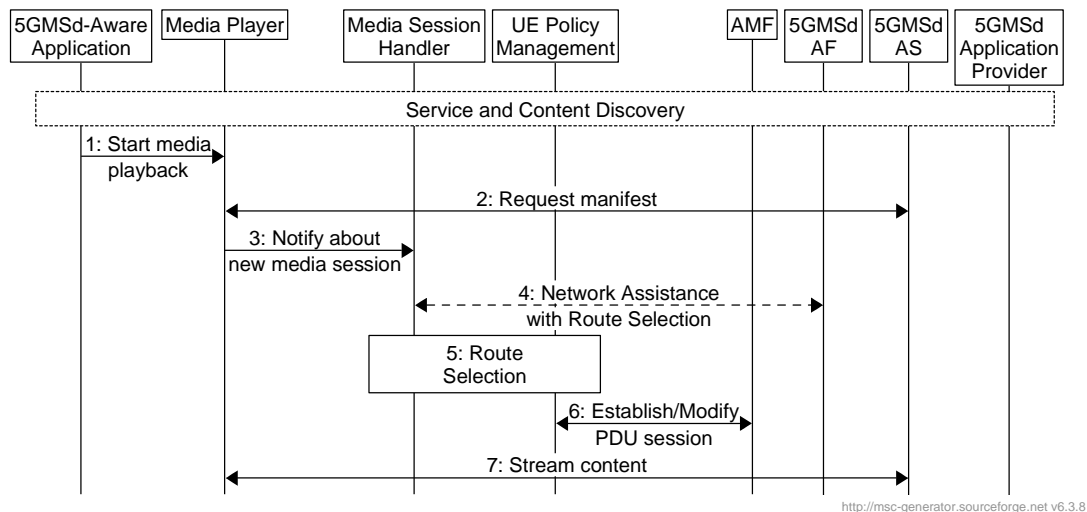 5GMSd-Aware
Application
Media Player
Media Session
Handler
UE Policy
Management
AMF
5GMSd
AF
5GMSd
AS
5GMSd
Application
Provider
Service and Content Discovery
1: Start media
playback
2: Request manifest
3: Notify about
new media session
4: Network Assistance
with Route Selection
5: Route
Selection
6: Establish/Modify
PDU session
7: Stream content
http://msc-generator.sourceforge.net v6.3.8